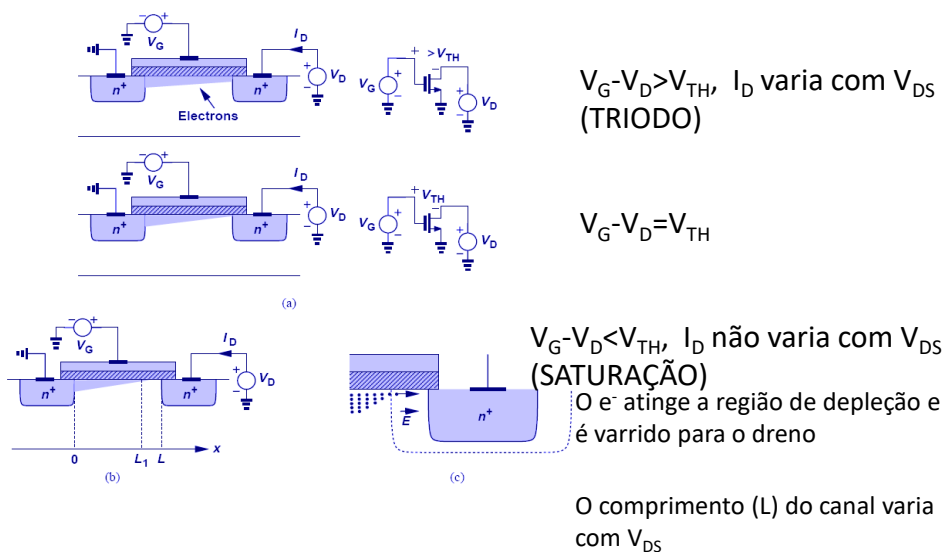 V_G
I_D
>V_TH
V_G
V_D
V_D
n+
n+
Electrons
V_G-V_D>V_TH, I_D varia com V_DS
(TRIODO)
V_G
I_D
V_TH
V_G
V_D
V_D
n+
n+
V_G-V_D=V_TH
(a)
V_G
I_D
V_D
n+
n+
0
L_1
L
x
(b)
E
n+
(c)
V_G-V_D<V_TH, I_D não varia com V_DS
(SATURAÇÃO)
O e- atinge a região de depleção e
é varrido para o dreno
O comprimento (L) do canal varia
com V_DS